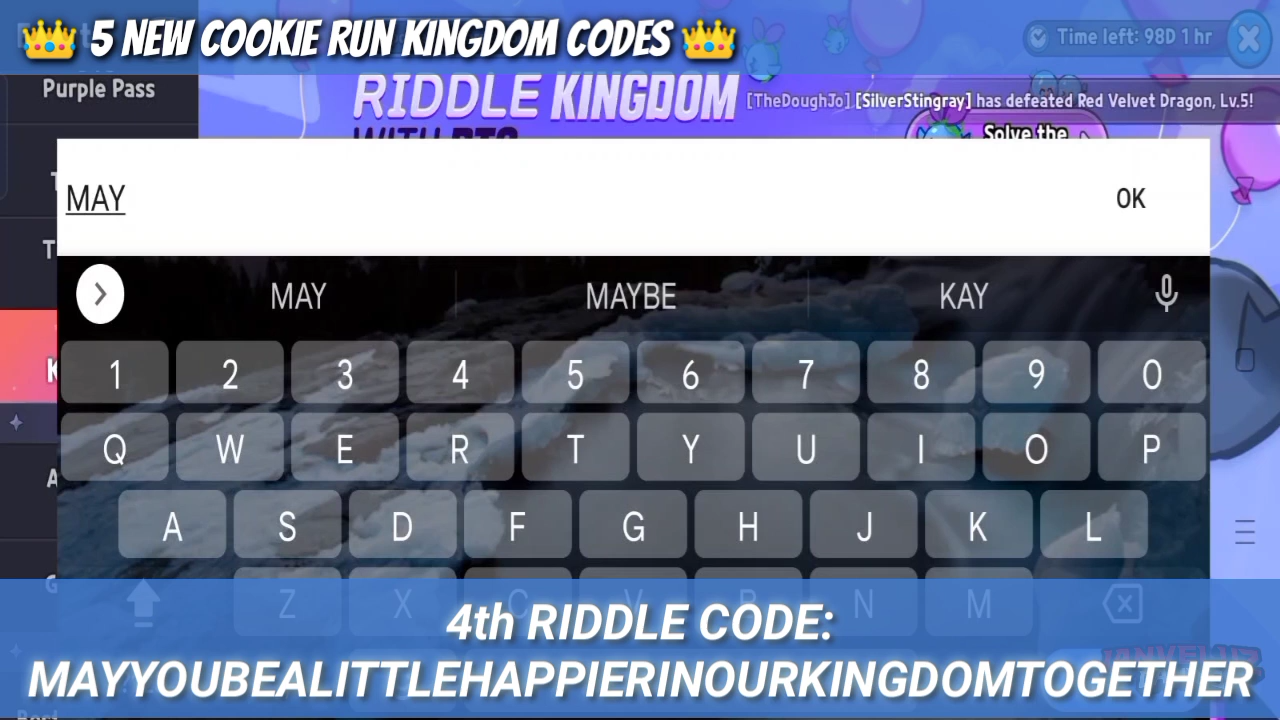 👑 5 NEW COOKIE RUN KINGDOM CODES 👑
Time left: 98D 1 hr
Purple Pass
RIDDLE KINGDOM
[TheDoughJo] [SilverStingray] has defeated Red Velvet Dragon, Lv.5!
WITH BTS
Solve the
MAY
OK
MAY MAYBE KAY
1 2 3 4 5 6 7 8 9 0
Q W E R T Y U I O P
A S D F G H J K L
Z X C V B N M
4th RIDDLE CODE:
MAYYOUBEALITTLEHAPPIERINOURKINGDOMTOGETHER